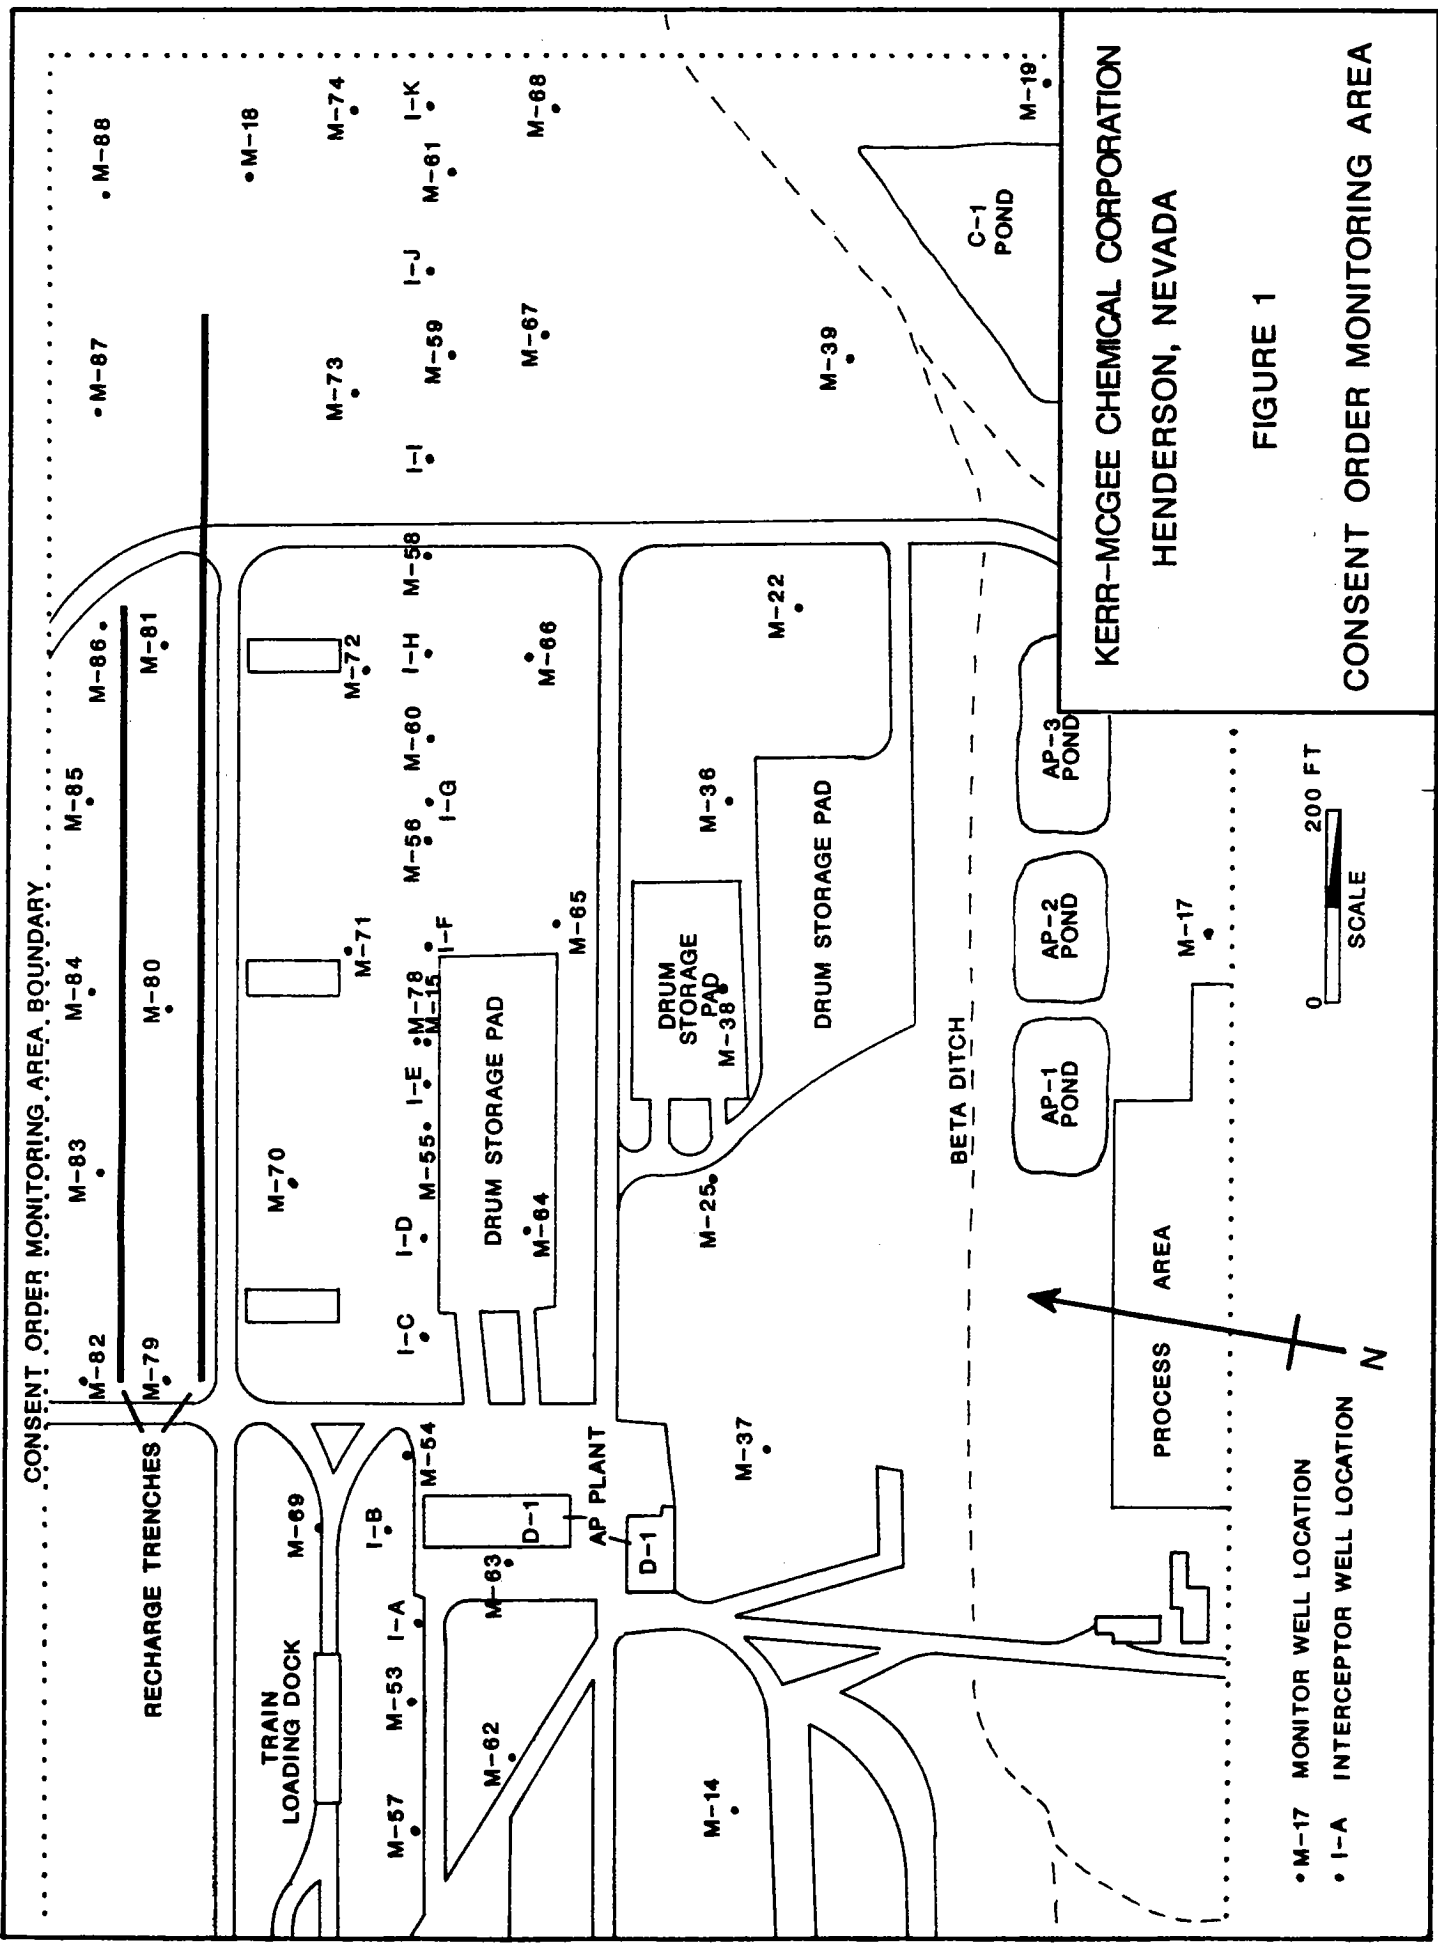 CONSENT ORDER MONITORING AREA BOUNDARY
M-82
M-83
M-84
M-85
M-86
M-87
M-88
RECHARGE TRENCHES
M-79
M-80
M-81
M-18
M-69
M-70
M-71
M-72
M-73
M-74
TRAIN
LOADING DOCK
M-57
M-53
I-A
I-B
M-54
I-C
I-D
M-55
I-E
M-78
M-15
I-F
M-56
I-G
M-60
I-H
M-58
I-I
M-59
I-J
M-61
I-K
M-62
M-63
D-1
AP PLANT
D-1
DRUM STORAGE PAD
M-64
M-65
M-66
M-67
M-68
M-14
M-37
M-25
DRUM
STORAGE
PAD
M-38
M-36
M-22
M-39
DRUM STORAGE PAD
BETA DITCH
C-1
POND
M-19
AP-1
POND
AP-2
POND
AP-3
POND
PROCESS AREA
M-17
N
0 200 FT
SCALE
M-17 MONITOR WELL LOCATION
I-A INTERCEPTOR WELL LOCATION
KERR-MCGEE CHEMICAL CORPORATION
HENDERSON, NEVADA
FIGURE 1
CONSENT ORDER MONITORING AREA